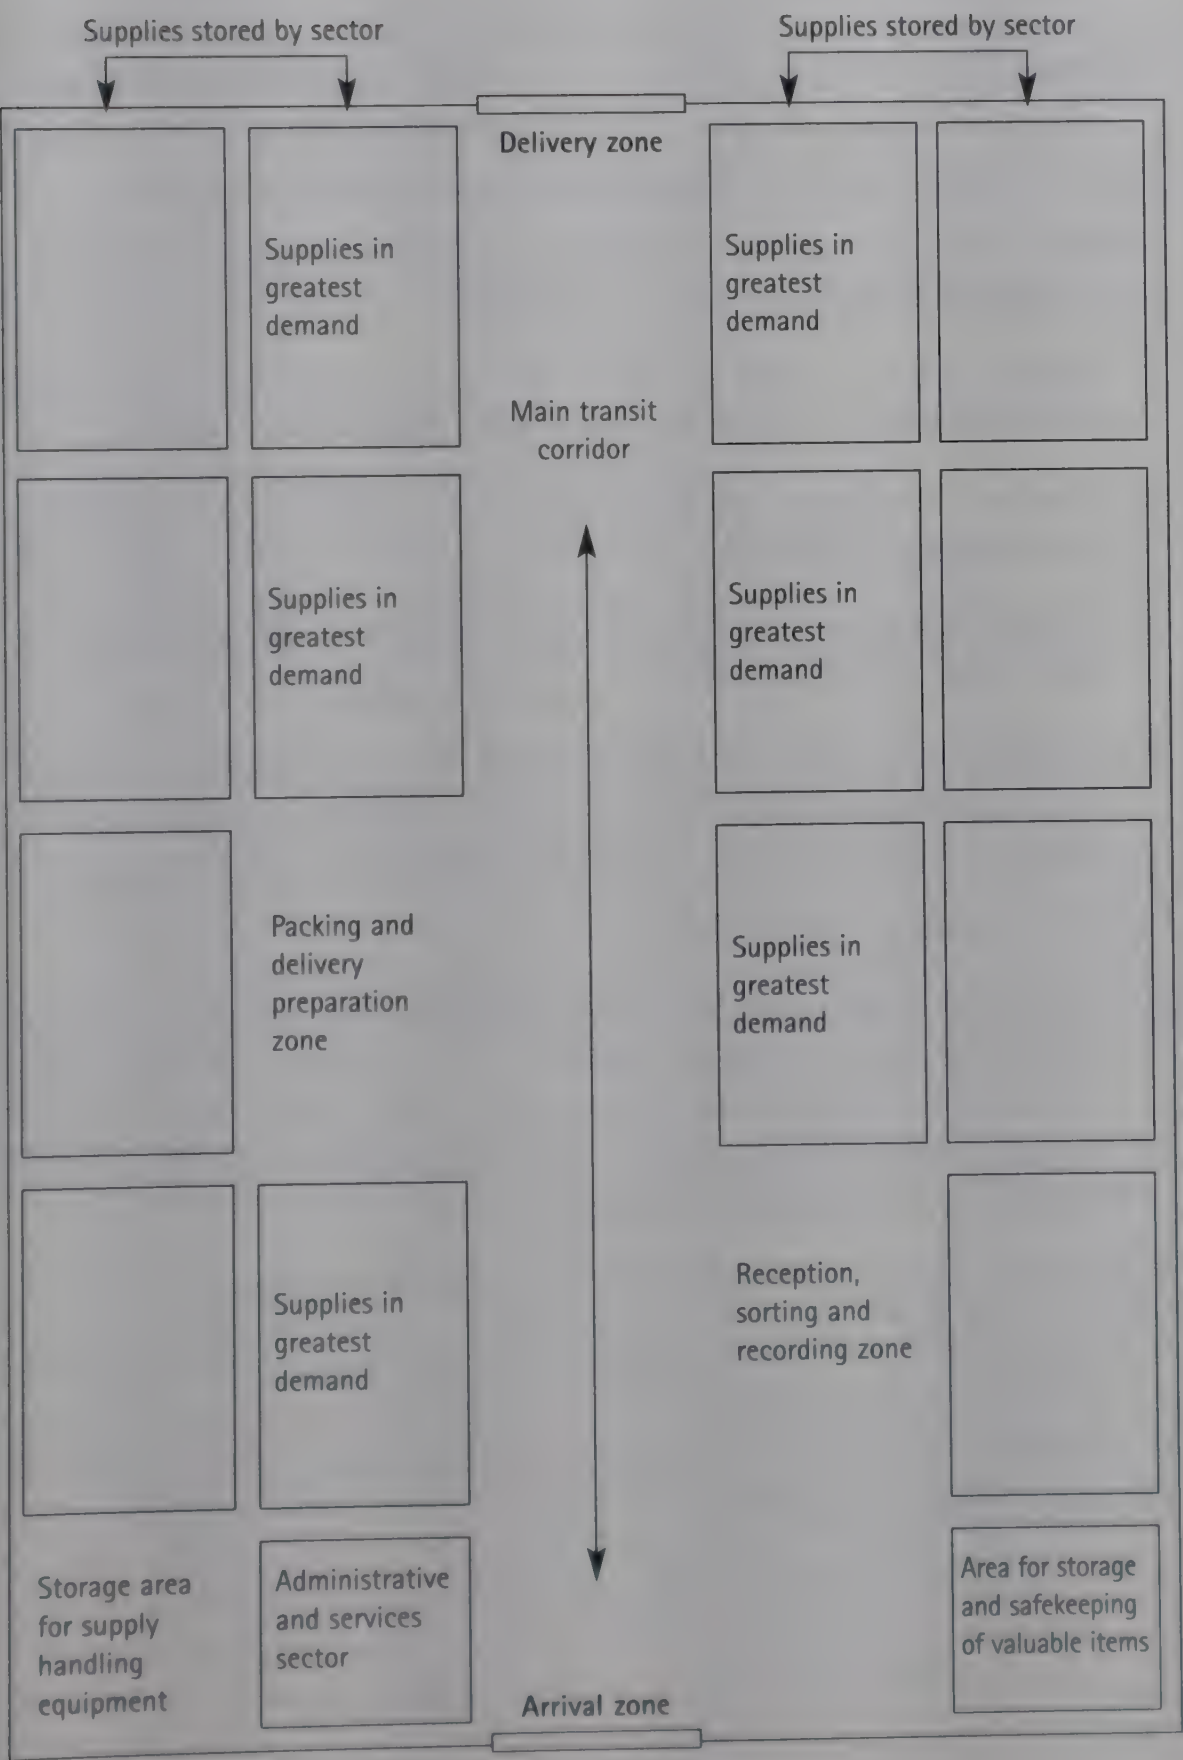 Supplies stored by sector
Supplies stored by sector
Delivery zone
Supplies in
greatest
demand
Supplies in
greatest
demand
Main transit
corridor
Supplies in
greatest
demand
Supplies in
greatest
demand
Packing and
delivery
preparation
zone
Supplies in
greatest
demand
Supplies in
greatest
demand
Reception,
sorting and
recording zone
Storage area
for supply
handling
equipment
Administrative
and services
sector
Area for storage
and safekeeping
of valuable items
Arrival zone